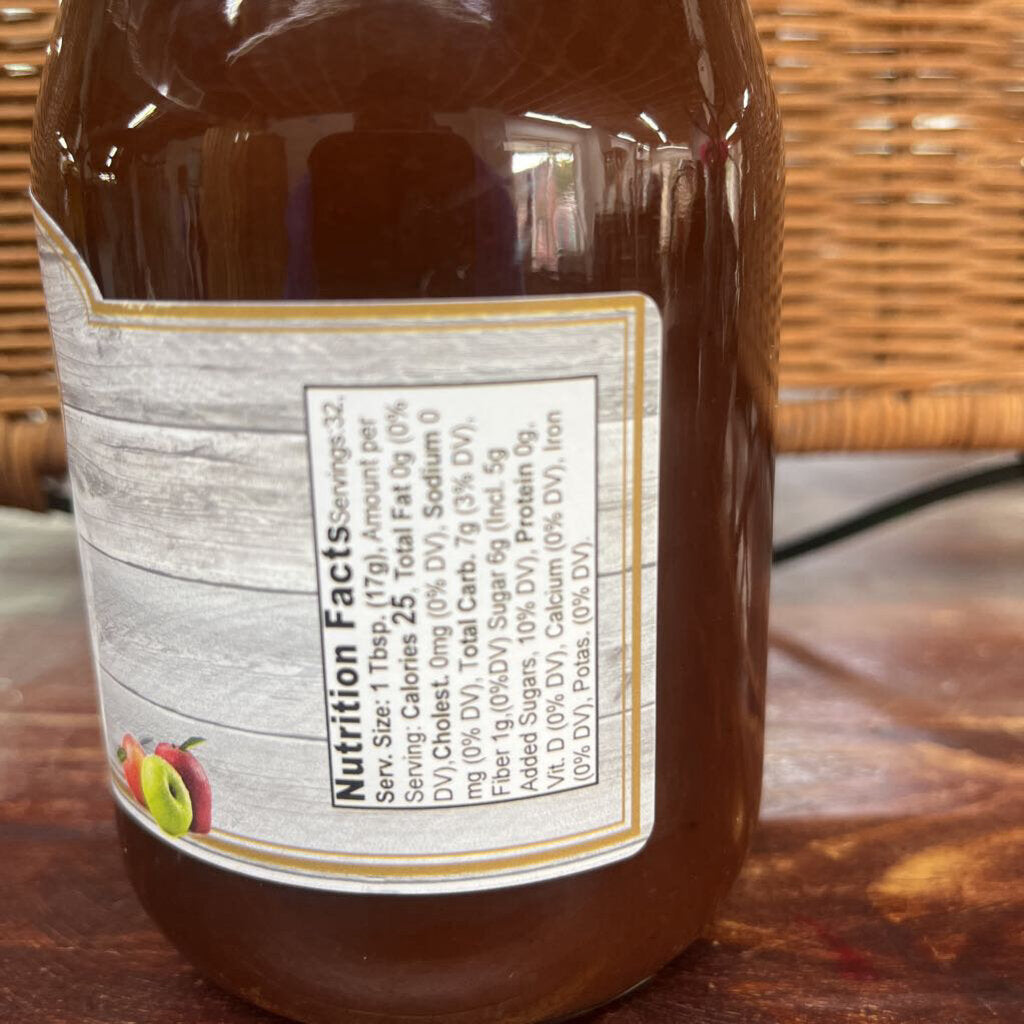 Nutrition Facts Servings 32,
Serv. Size: 1 Tbsp. (17g), Amount per
Serving: Calories 25, Total Fat 0g (0%
DV),Cholest. 0mg (0% DV), Sodium 0
mg (0% DV), Total Carb. 7g (3% DV),
Fiber 1g,(0%DV) Sugar 6g (Incl. 5g
Added Sugars, 10% DV), Protein 0g,
Vit. D (0% DV), Calcium (0% DV), Iron
(0% DV), Potas. (0% DV).